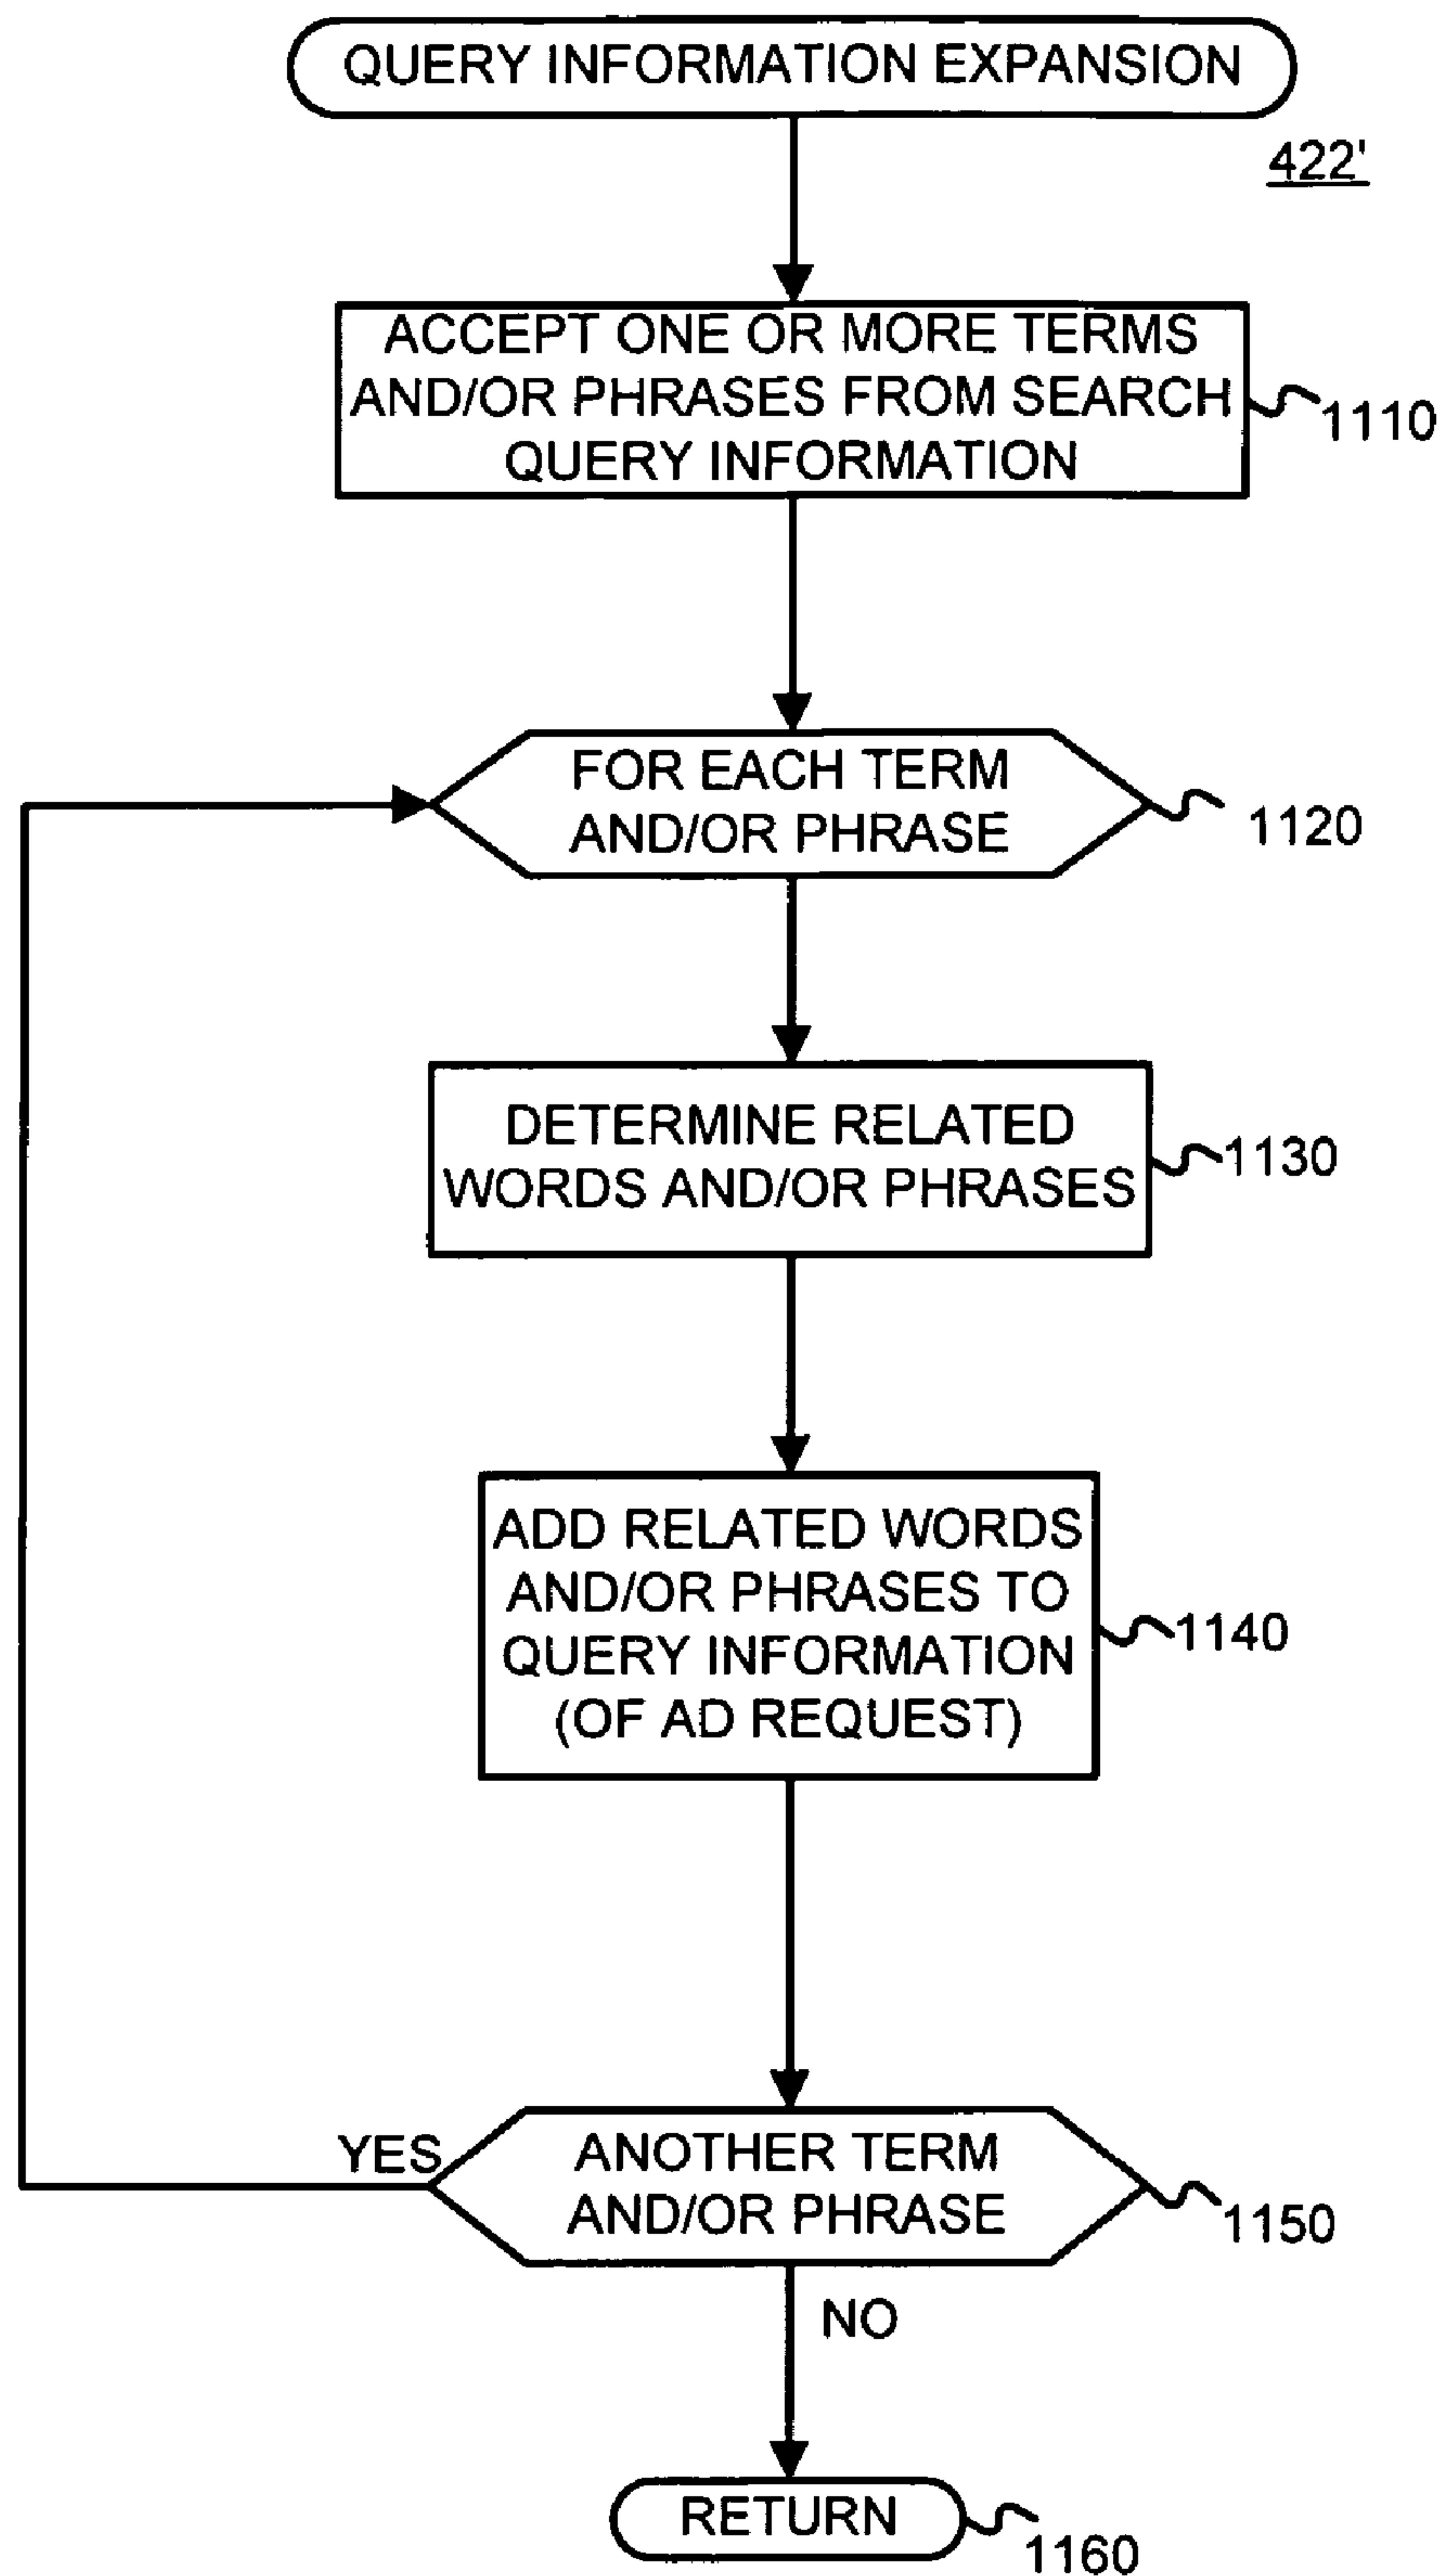 QUERY INFORMATION EXPANSION
422'
ACCEPT ONE OR MORE TERMS
AND/OR PHRASES FROM SEARCH
QUERY INFORMATION
1110
FOR EACH TERM
AND/OR PHRASE
1120
DETERMINE RELATED
WORDS AND/OR PHRASES
1130
ADD RELATED WORDS
AND/OR PHRASES TO
QUERY INFORMATION
(OF AD REQUEST)
1140
YES
ANOTHER TERM
AND/OR PHRASE
1150
NO
RETURN
1160